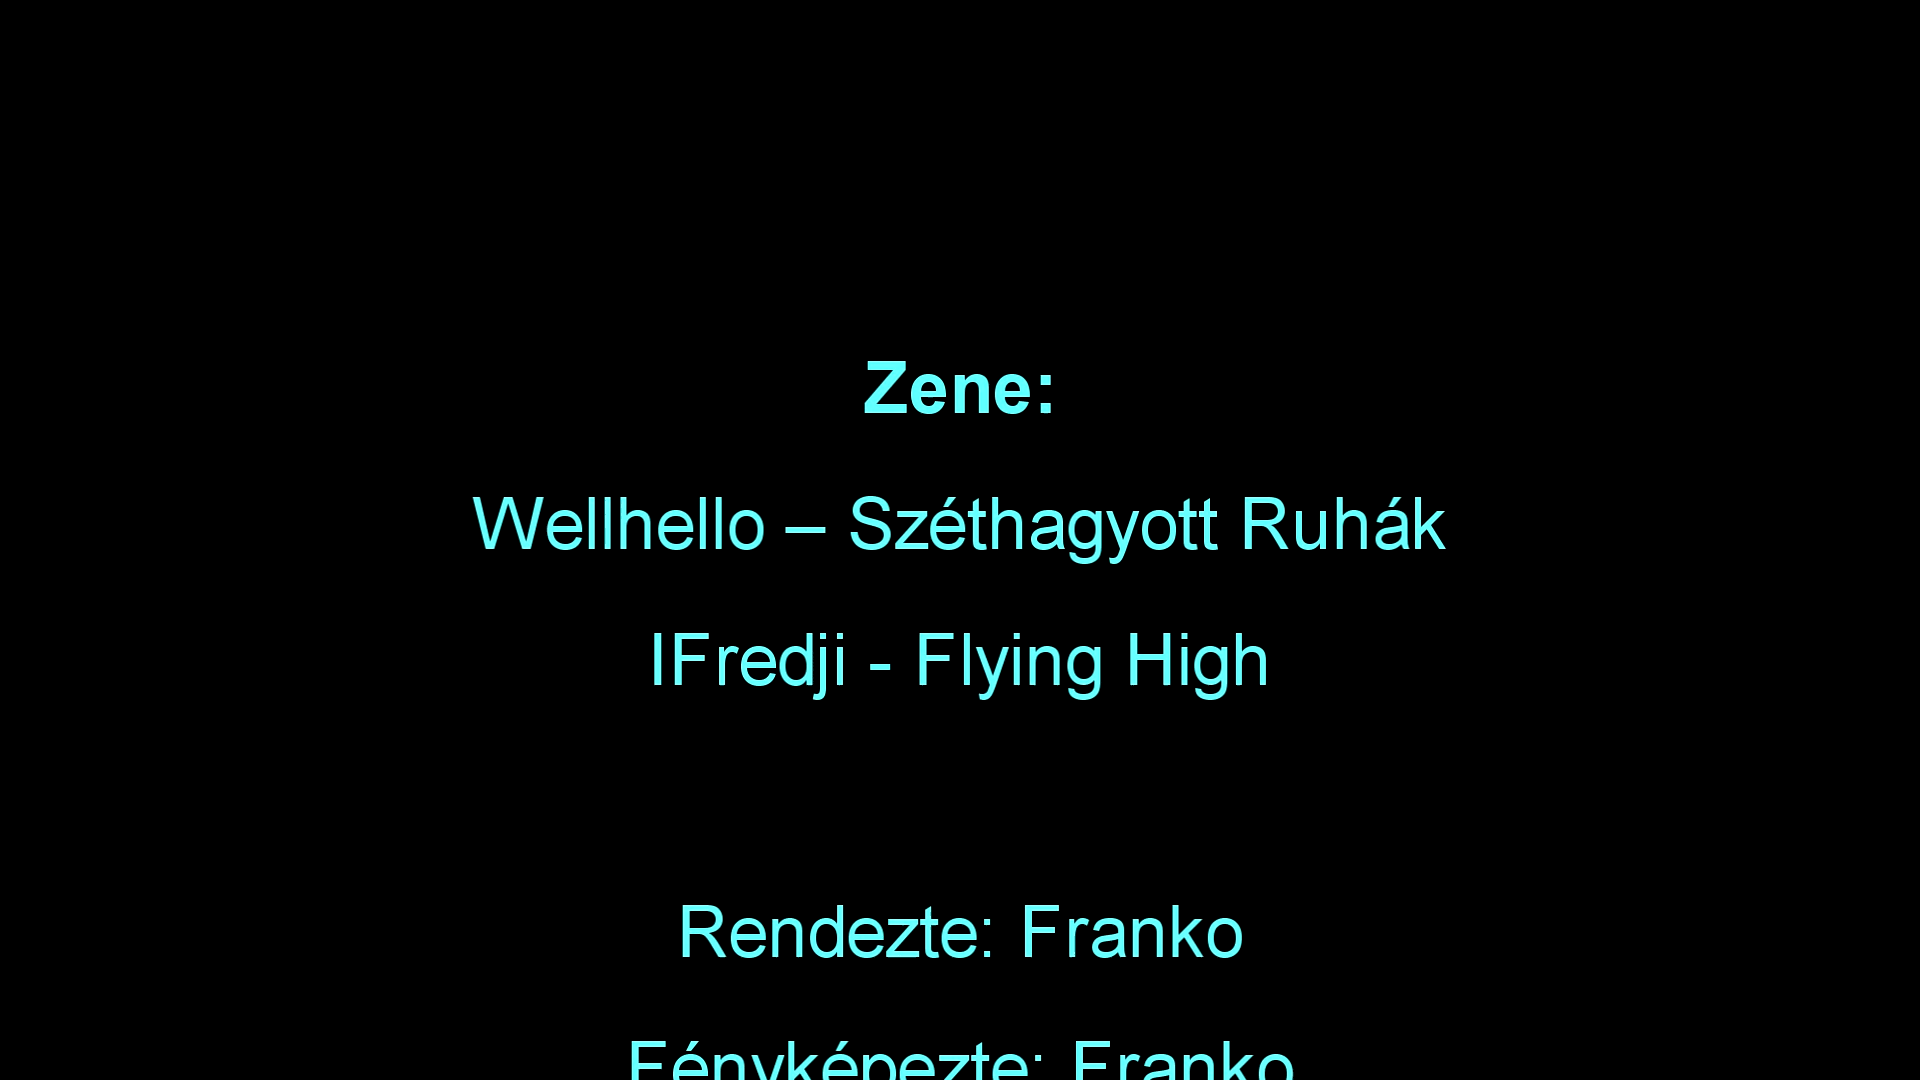 Zene:
Wellhello – Széthagyott Ruhák
IFredji - Flying High
Rendezte: Franko
Fényképezte: Franko